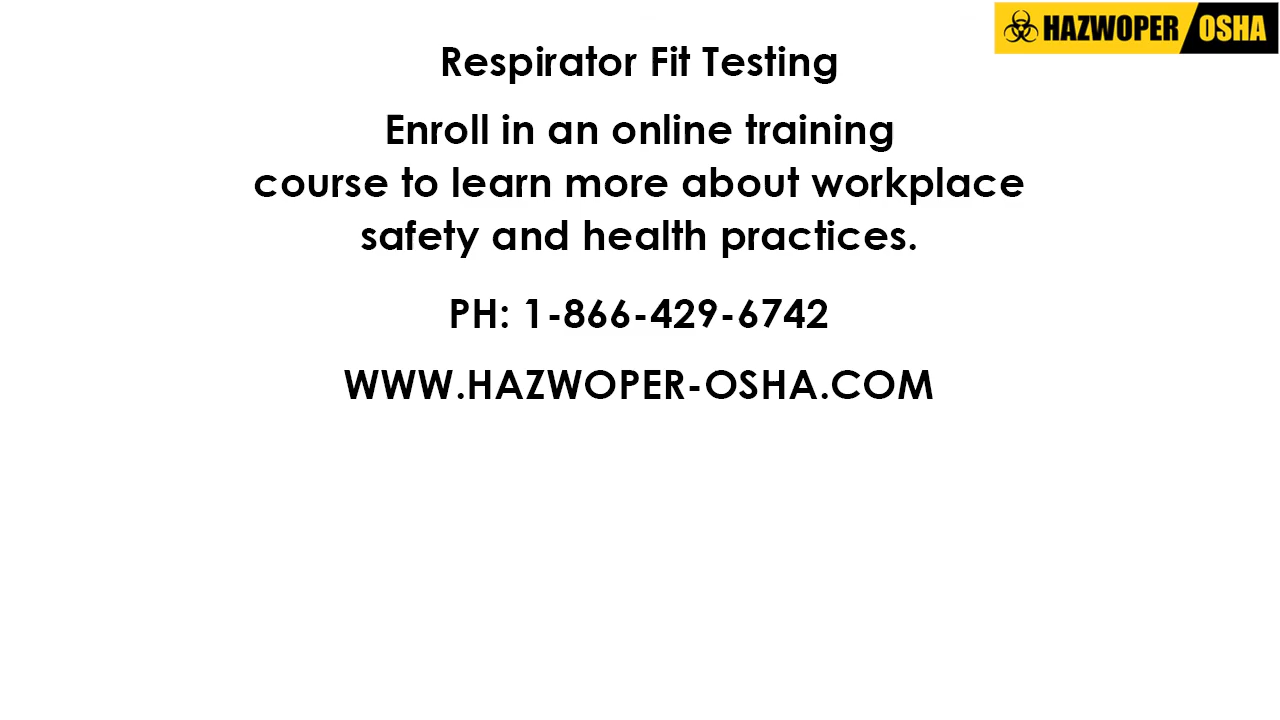 HAZWOPER OSHA
Respirator Fit Testing
Enroll in an online training
course to learn more about workplace
safety and health practices.
PH: 1-866-429-6742
WWW.HAZWOPER-OSHA.COM